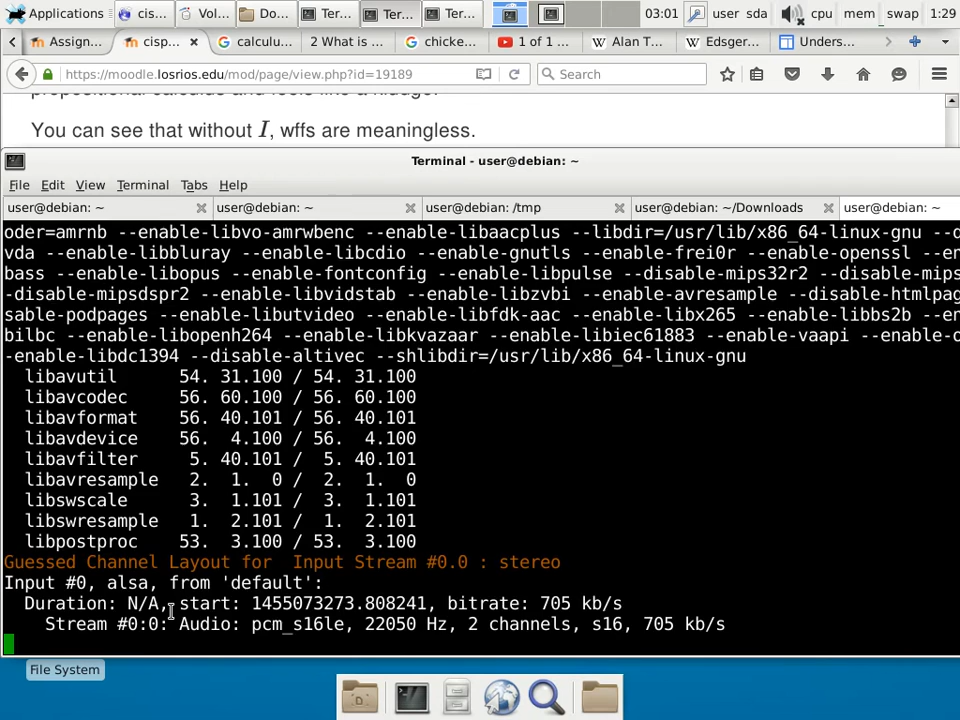 Applications cis... Vol... Do... Ter... Ter... Ter... 03:01 user sda cpu mem swap 1:29
Assign... cisp... calculu... 2 What is ... chicke... 1 of 1 ... Alan T... Edsger... Unders...
https://moodle.losrios.edu/mod/page/view.php?id=19189 Search
You can see that without I, wffs are meaningless.
Terminal - user@debian: ~
File Edit View Terminal Tabs Help
user@debian: ~ user@debian: ~ user@debian: /tmp user@debian: ~/Downloads user@debian: ~
oder=amrnb --enable-libvo-amrwbenc --enable-libaacplus --libdir=/usr/lib/x86_64-linux-gnu --d
vda --enable-libbluray --enable-libcdio --enable-gnutls --enable-frei0r --enable-openssl --en
bass --enable-libopus --enable-fontconfig --enable-libpulse --disable-mips32r2 --disable-mips
-disable-mipsdspr2 --enable-libvidstab --enable-libzvbi --enable-avresample --disable-htmlpag
sable-podpages --enable-libutvideo --enable-libfdk-aac --enable-libx265 --enable-libbs2b --en
bilbc --enable-libopenh264 --enable-libkvazaar --enable-libiec61883 --enable-vaapi --enable-o
-enable-libdc1394 --disable-altivec --shlibdir=/usr/lib/x86_64-linux-gnu
libavutil 54. 31.100 / 54. 31.100
libavcodec 56. 60.100 / 56. 60.100
libavformat 56. 40.101 / 56. 40.101
libavdevice 56. 4.100 / 56. 4.100
libavfilter 5. 40.101 / 5. 40.101
libavresample 2. 1. 0 / 2. 1. 0
libswscale 3. 1.101 / 3. 1.101
libswresample 1. 2.101 / 1. 2.101
libpostproc 53. 3.100 / 53. 3.100
Guessed Channel Layout for Input Stream #0.0 : stereo
Input #0, alsa, from 'default':
Duration: N/A, start: 1455073273.808241, bitrate: 705 kb/s
Stream #0:0: Audio: pcm_s16le, 22050 Hz, 2 channels, s16, 705 kb/s
File System